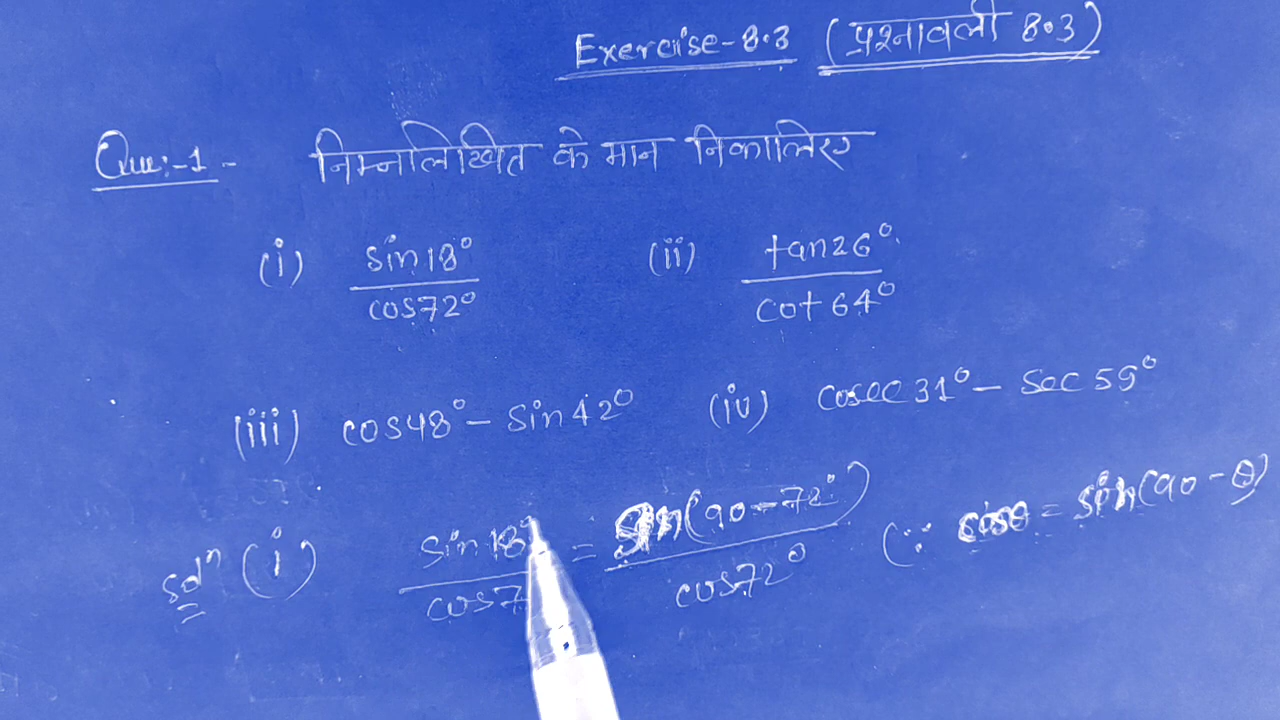 Exercise-8.3 (प्रश्नावली 8.3)
Que:-1- निम्नलिखित के मान निकालिए
(i) sin18°/cos72° (ii) tan26°/cot64°
(iii) cos48° - sin42° (iv) cosec31° - sec59°
solⁿ (i) sin18°/cos7 = sin(90-72°)/cos72° (∵ cosθ = sin(90-θ)